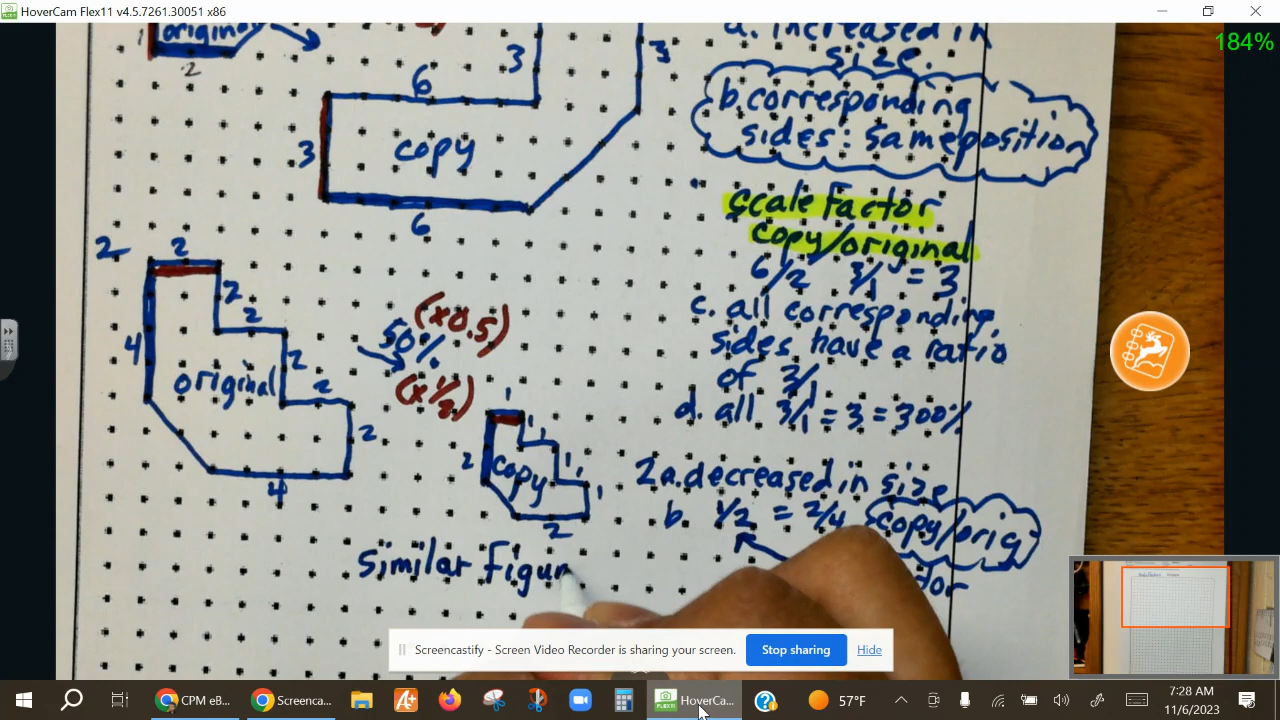 HoverCam Flex11 v4.5.7261.30051 x86
184%
original
1
2
3
3
6
3
copy
6
a. increased in
size.
b. corresponding
sides: same position
Scale Factor
copy/original
6/2 3/1 = 3
c. all corresponding
sides have a ratio
of 3/1
d. all 3/1 = 3 = 300%
2
2
2
2
4
2
2
2
4
original
50%
(x0.5)
(x 1/2)
1
1
1
1
1
1
2
2
copy
2a. decreased in size
b. 1/2 = 2/4 copy/orig
similar Figur
Screencastify - Screen Video Recorder is sharing your screen.
Stop sharing
Hide
CPM eB...
Screenca...
HoverCa...
57°F
7:28 AM
11/6/2023